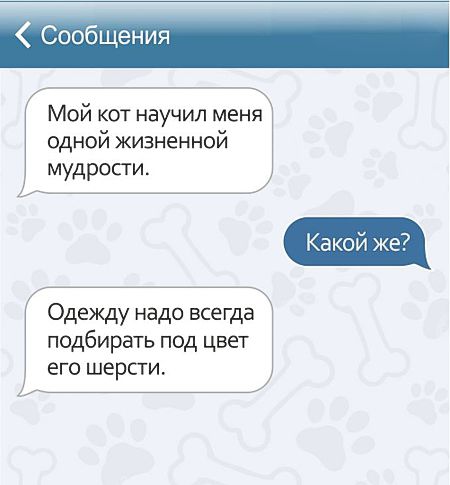 Сообщения
Мой кот научил меня
одной жизненной
мудрости.
Какой же?
Одежду надо всегда
подбирать под цвет
его шерсти.